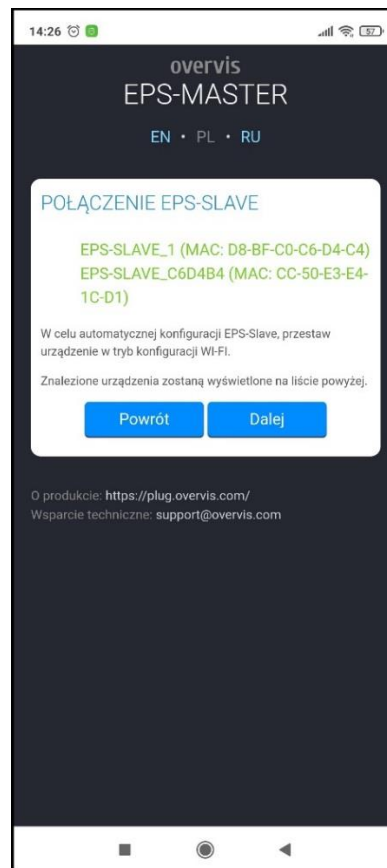 14:26
57
overvis
EPS-MASTER
EN • PL • RU
POŁĄCZENIE EPS-SLAVE
EPS-SLAVE_1 (MAC: D8-BF-C0-C6-D4-C4)
EPS-SLAVE_C6D4B4 (MAC: CC-50-E3-E4-
1C-D1)
W celu automatycznej konfiguracji EPS-Slave, przestaw
urządzenie w tryb konfiguracji WI-FI.
Znalezione urządzenia zostaną wyświetlone na liście powyżej.
Powrót Dalej
O produkcie: https://plug.overvis.com/
Wsparcie techniczne: support@overvis.com